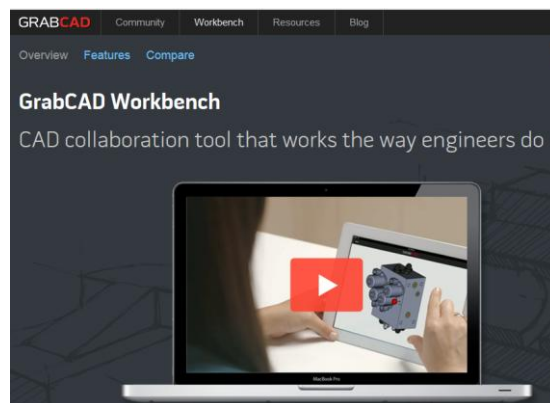 GRABCAD Community Workbench Resources Blog
Overview Features Compare
GrabCAD Workbench
CAD collaboration tool that works the way engineers do
MacBook Pro